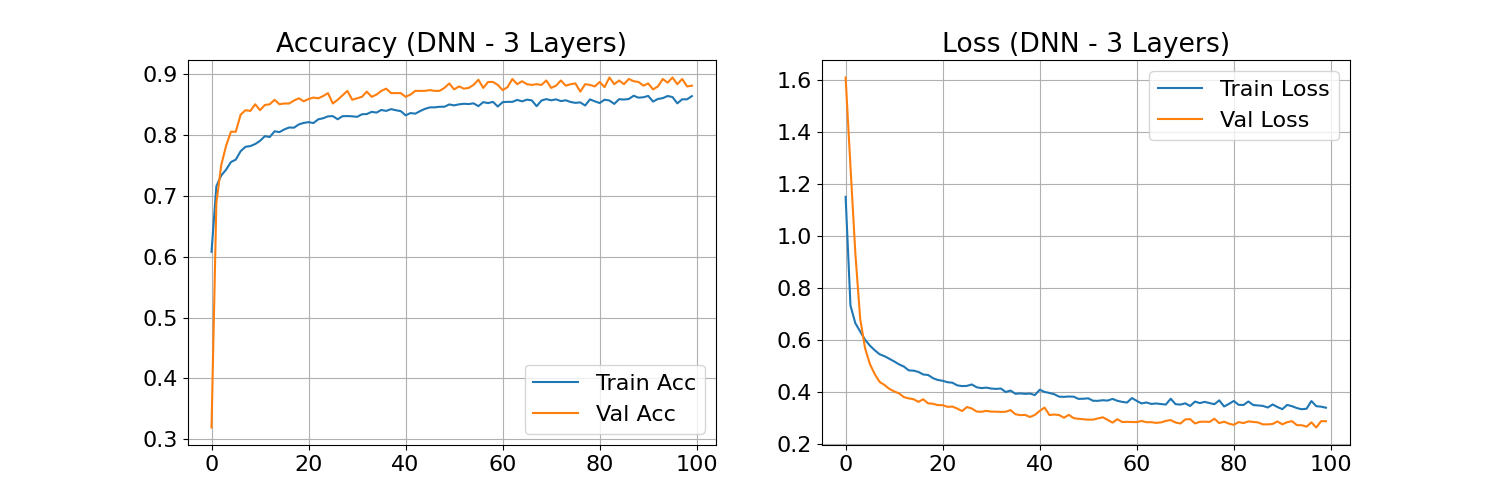 Accuracy (DNN - 3 Layers)
0.9
0.8
0.7
0.6
0.5
0.4
0.3
0 20 40 60 80 100
Train Acc
Val Acc
Loss (DNN - 3 Layers)
1.6
1.4
1.2
1.0
0.8
0.6
0.4
0.2
0 20 40 60 80 100
Train Loss
Val Loss